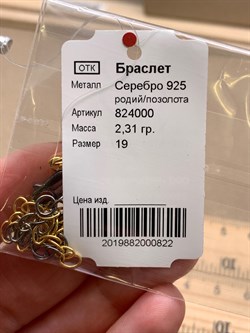 ОТК Браслет
Металл Серебро 925
родий/позолота
Артикул 824000
Масса 2,31 гр.
Размер 19
Цена изд.
2019882000822